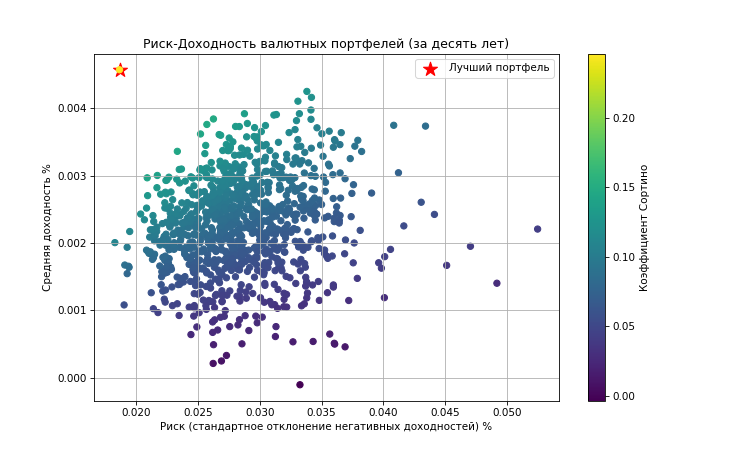 Риск-Доходность валютных портфелей (за десять лет)
Лучший портфель
Средняя доходность %
0.004
0.003
0.002
0.001
0.000
0.020 0.025 0.030 0.035 0.040 0.045 0.050
Риск (стандартное отклонение негативных доходностей) %
0.20
0.15
0.10
0.05
0.00
Коэффициент Сортино